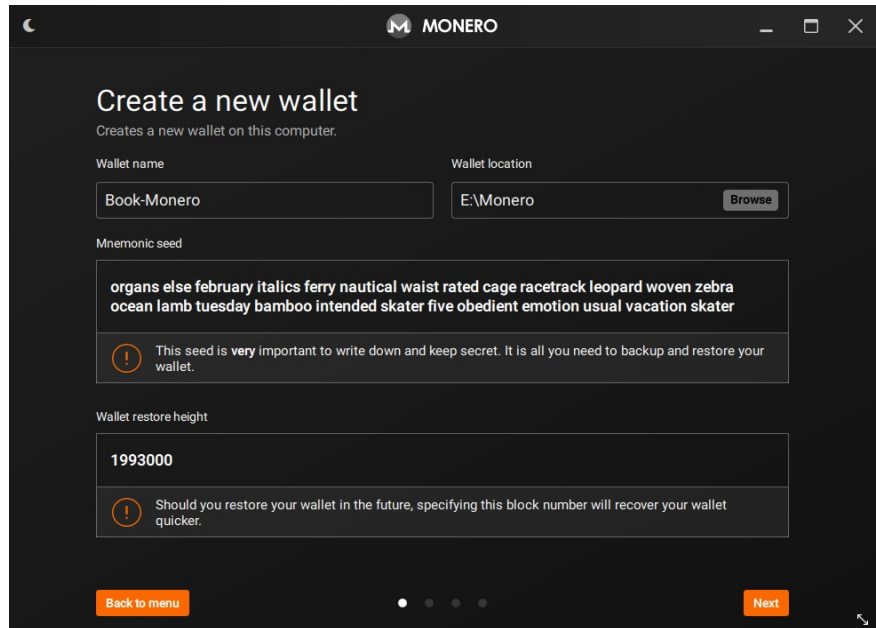 MONERO
Create a new wallet
Creates a new wallet on this computer.
Wallet name
Wallet location
Book-Monero
E:\Monero
Browse
Mnemonic seed
organs else february italics ferry nautical waist rated cage racetrack leopard woven zebra
ocean lamb tuesday bamboo intended skater five obedient emotion usual vacation skater
This seed is very important to write down and keep secret. It is all you need to backup and restore your
wallet.
Wallet restore height
1993000
Should you restore your wallet in the future, specifying this block number will recover your wallet
quicker.
Back to menu
Next